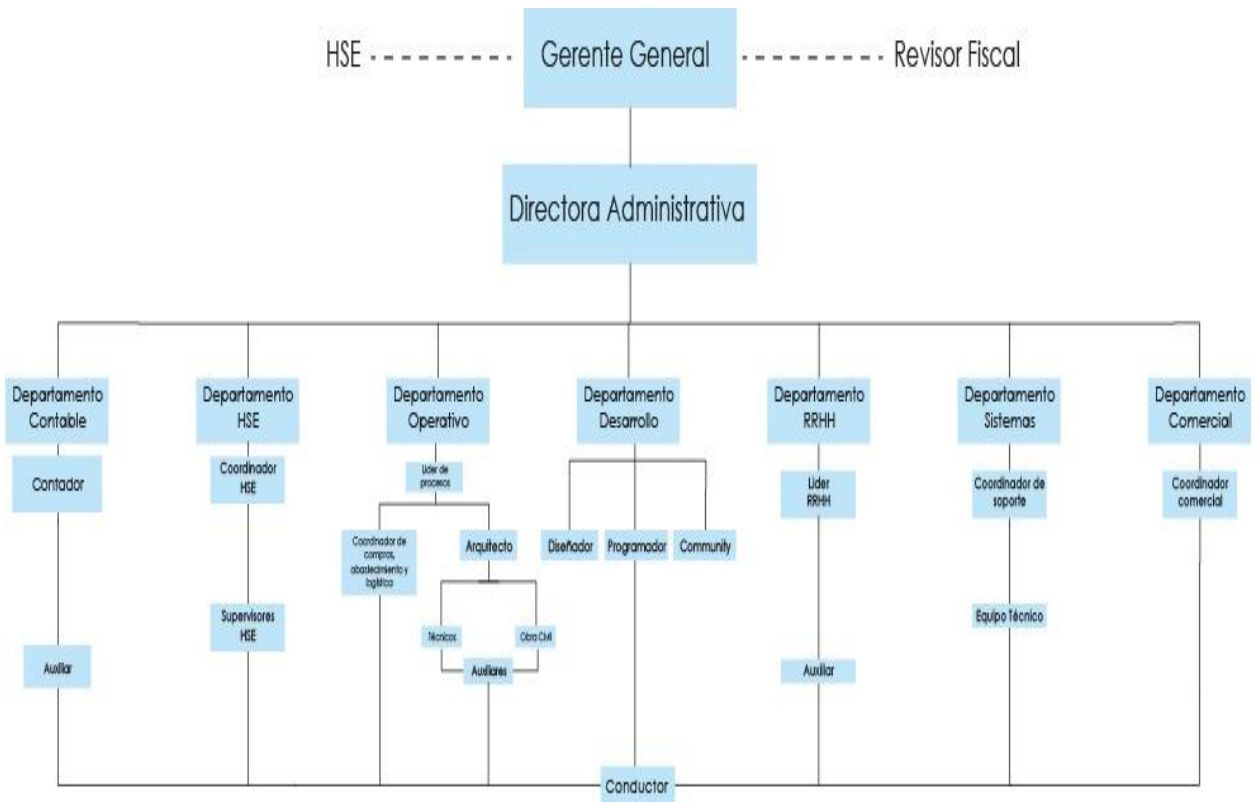 HSE
Gerente General
Revisor Fiscal
Directora Administrativa
Departamento
Contable
Departamento
HSE
Departamento
Operativo
Departamento
Desarrollo
Departamento
RRHH
Departamento
Sistemas
Departamento
Comercial
Contador
Coordinador
HSE
Lider de
procesos
Lider
RRHH
Coordinador de
soporte
Coordinador
comercial
Coordinador de
compras,
abastecimiento y
logística
Arquitecto
Diseñador
Programador
Community
Supervisores
HSE
Técnicos
Obra Civil
Equipo Técnico
Auxiliar
Auxiliares
Auxiliar
Conductor